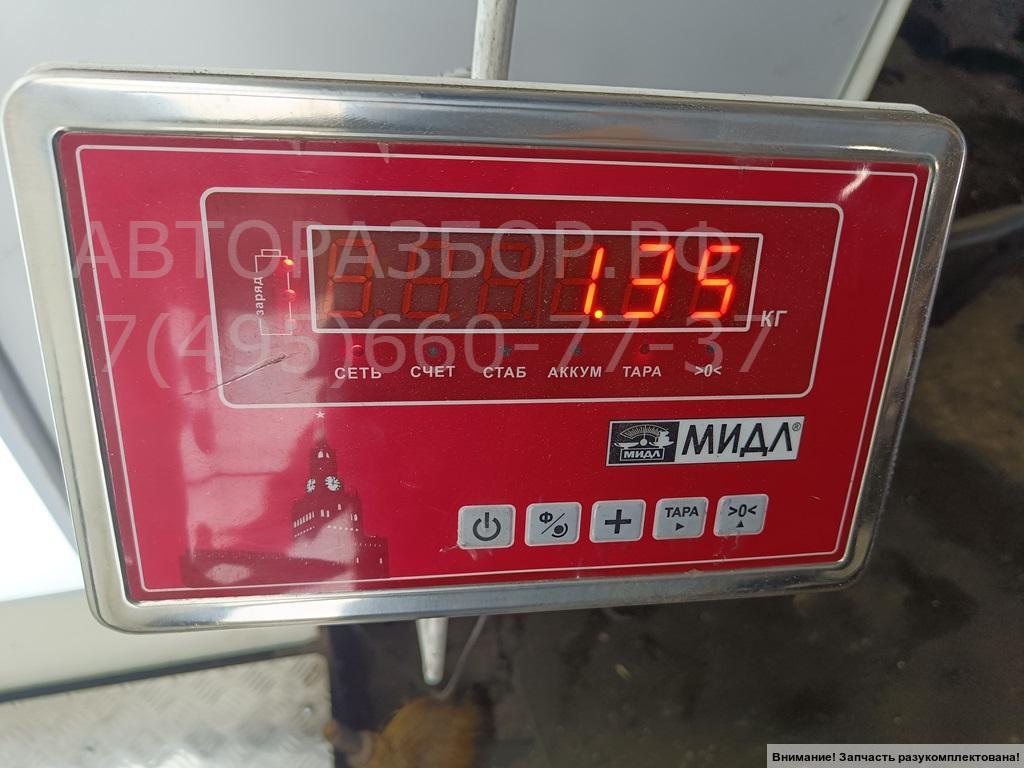 АВТОРАЗБОР.РФ
7(495)660-77-37
заряд
1.35
КГ
СЕТЬ СЧЕТ СТАБ АККУМ ТАРА >0<
МИДЛ МИДЛ®
Ф + ТАРА >0<
Внимание! Запчасть разукомплектована!